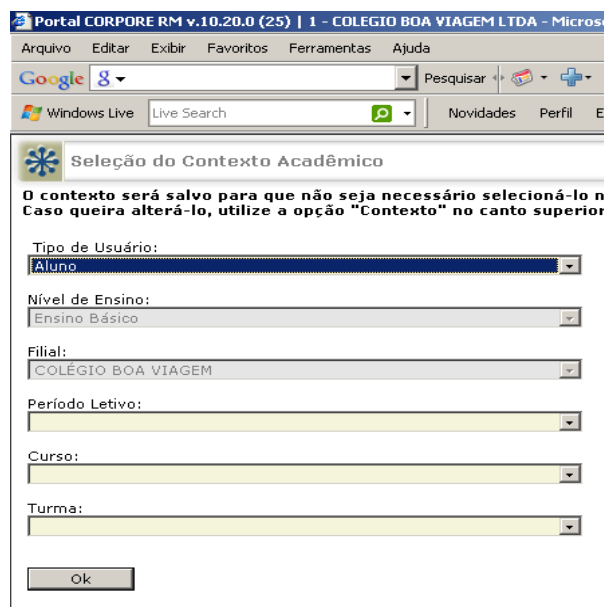 Portal CORPORE RM v.10.20.0 (25) | 1 - COLEGIO BOA VIAGEM LTDA - Micros
Arquivo Editar Exibir Favoritos Ferramentas Ajuda
Google g Pesquisar
Windows Live Live Search Novidades Perfil E
Seleção do Contexto Acadêmico
O contexto será salvo para que não seja necessário selecioná-lo n
Caso queira alterá-lo, utilize a opção "Contexto" no canto superior
Tipo de Usuário:
Aluno
Nível de Ensino:
Ensino Básico
Filial:
COLÉGIO BOA VIAGEM
Período Letivo:
Curso:
Turma:
Ok